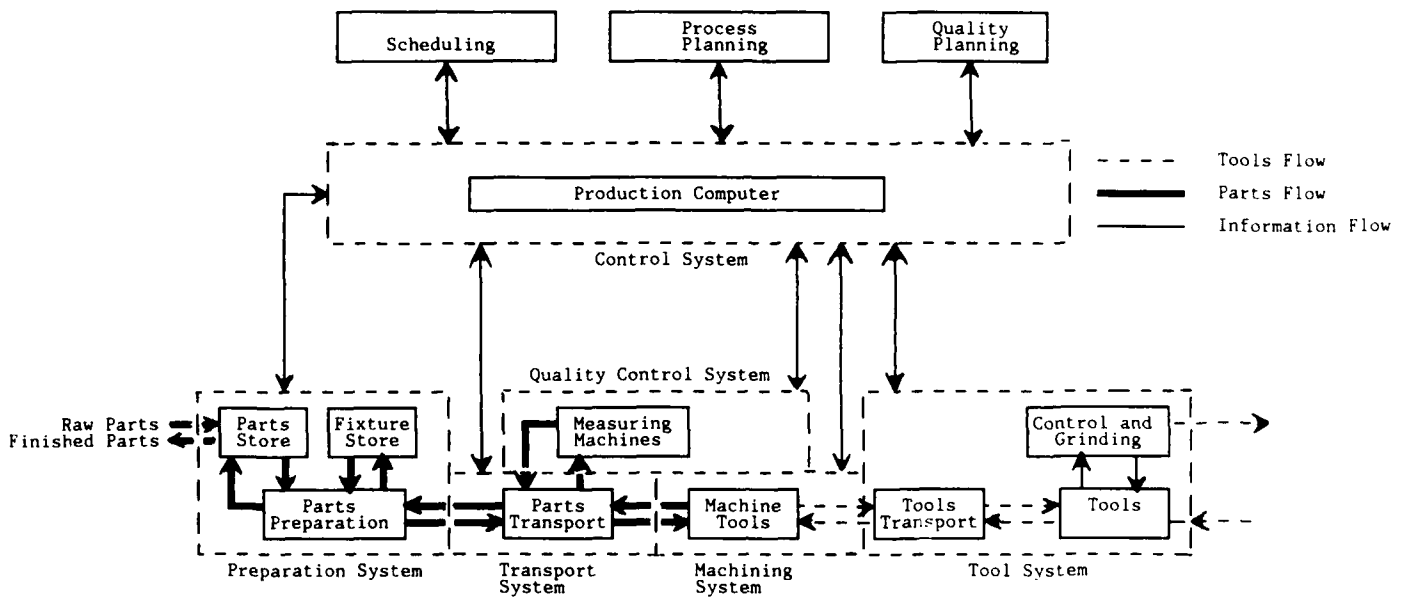 Scheduling
Process
Planning
Quality
Planning
Production Computer
Control System
Tools Flow
Parts Flow
Information Flow
Quality Control System
Raw Parts
Finished Parts
Parts
Store
Fixture
Store
Measuring
Machines
Control and
Grinding
Parts
Preparation
Parts
Transport
Machine
Tools
Tools
Transport
Tools
Preparation System
Transport
System
Machining
System
Tool System